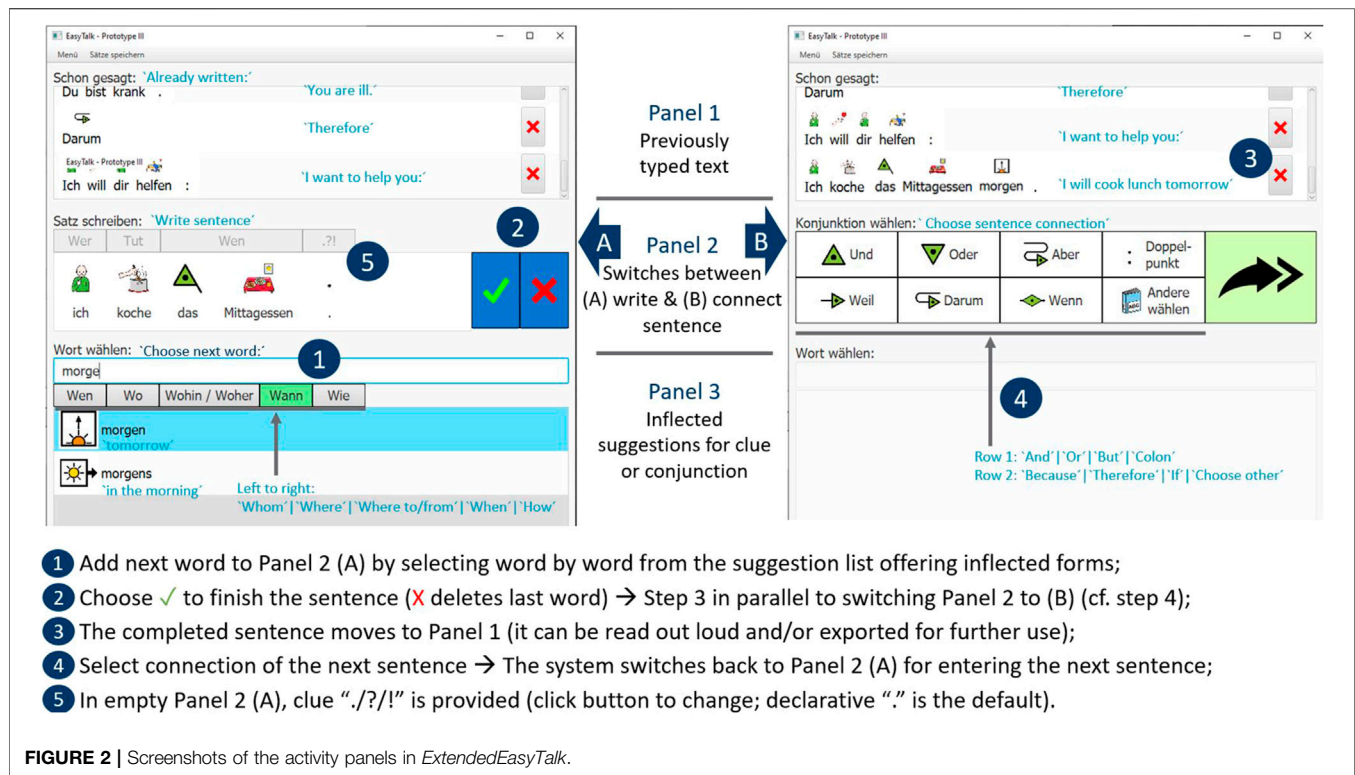 EasyTalk - Prototype III
Menü Sätze speichern
Schon gesagt: `Already written:´
Du bist krank . `You are ill.´
Darum `Therefore´
EasyTalk - Prototype III
Ich will dir helfen : `I want to help you:´
Satz schreiben: `Write sentence´
Wer Tut Wen .?!
2
5
ich koche das Mittagessen .
Wort wählen: `Choose next word:´
1
morge
Wen Wo Wohin / Woher Wann Wie
morgen
`tomorrow´
morgens
`in the morning´
Left to right:
`Whom´|`Where´|`Where to/from´|`When´|`How´
Panel 1
Previously
typed text
A Panel 2 B
Switches between
(A) write & (B) connect
sentence
Panel 3
Inflected
suggestions for clue
or conjunction
EasyTalk - Prototype III
Menü Sätze speichern
Schon gesagt:
Darum `Therefore´
Ich will dir helfen : `I want to help you:´
3
Ich koche das Mittagessen morgen . `I will cook lunch tomorrow´
Konjunktion wählen: ` Choose sentence connection´
Und Oder Aber : Doppel-
punkt
Weil Darum Wenn Andere
wählen
ABC
Wort wählen:
4
Row 1: `And´|`Or´|`But´|`Colon´
Row 2: `Because´|`Therefore´|`If´|`Choose other´
1 Add next word to Panel 2 (A) by selecting word by word from the suggestion list offering inflected forms;
2 Choose ✓ to finish the sentence (X deletes last word) → Step 3 in parallel to switching Panel 2 to (B) (cf. step 4);
3 The completed sentence moves to Panel 1 (it can be read out loud and/or exported for further use);
4 Select connection of the next sentence → The system switches back to Panel 2 (A) for entering the next sentence;
5 In empty Panel 2 (A), clue “./?/!” is provided (click button to change; declarative “.” is the default).
FIGURE 2 | Screenshots of the activity panels in ExtendedEasyTalk.